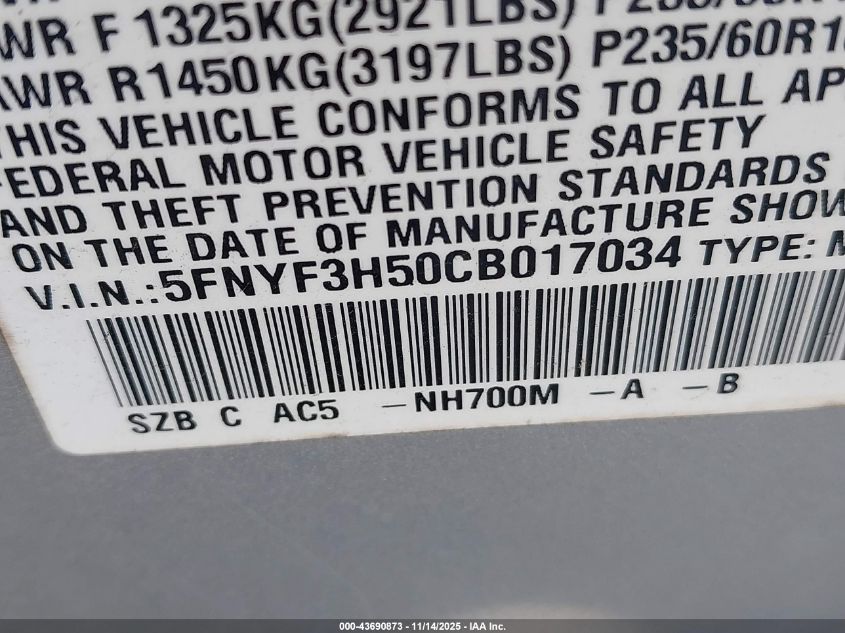 WR F 1325KG(2921LBS)
WR R1450KG(3197LBS) P235/60R
THIS VEHICLE CONFORMS TO ALL AP
FEDERAL MOTOR VEHICLE SAFETY
AND THEFT PREVENTION STANDARDS
ON THE DATE OF MANUFACTURE SHOW
V.I.N.:5FNYF3H50CB017034 TYPE: M
SZB C AC5 -NH700M -A -B
000-43690873 - 11/14/2025 - IAA Inc.